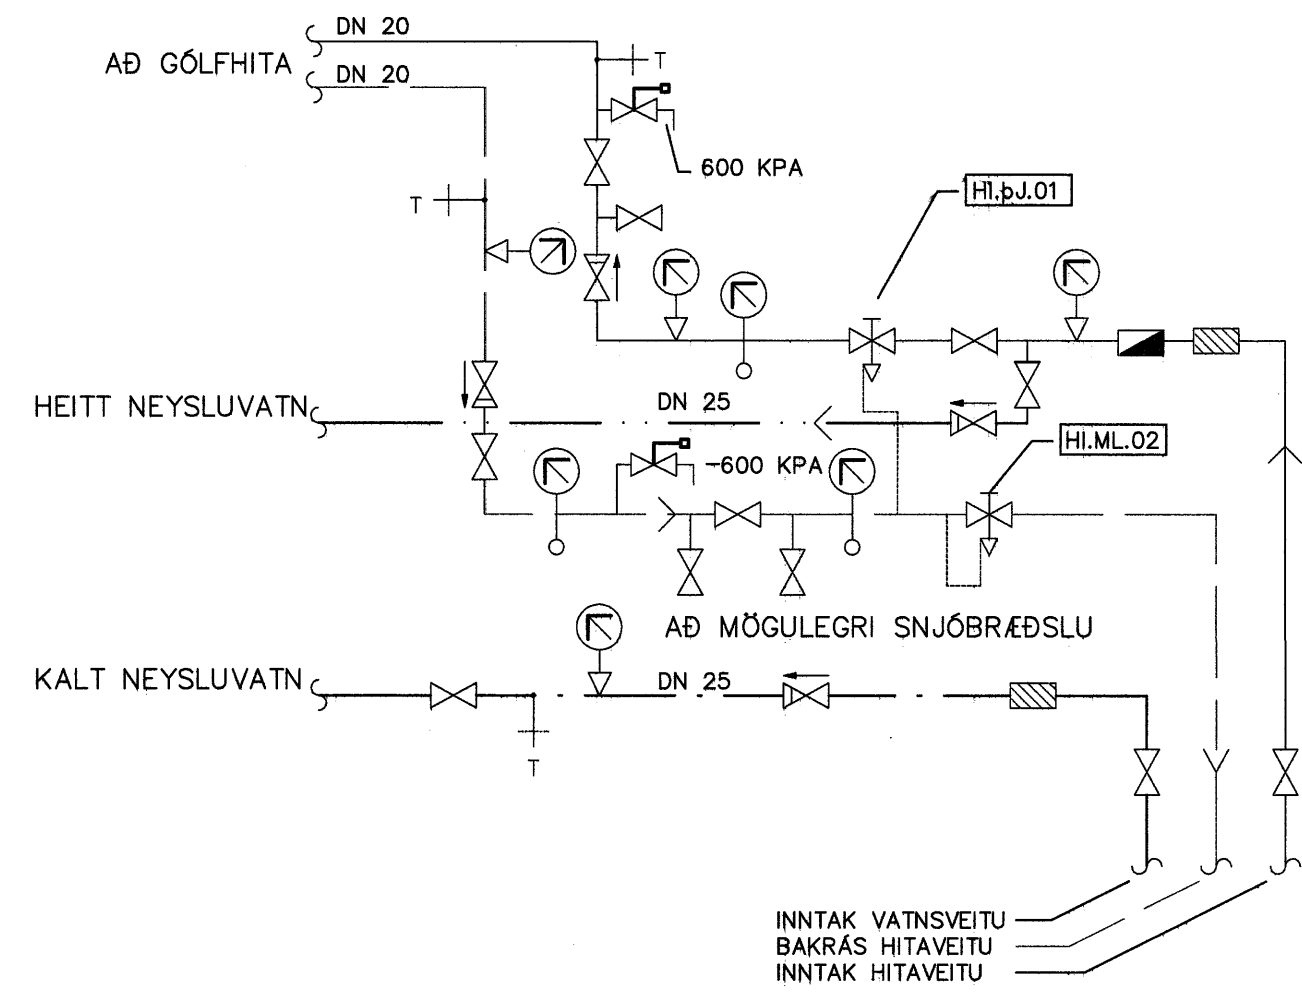 DN 20
AÐ GÓLFHITA
DN 20
T
600 KPA
T
HI.ÞJ.01
HEITT NEYSLUVATN
DN 25
HI.ML.02
600 KPA
AÐ MÖGULEGRI SNJÓBRÆÐSLU
KALT NEYSLUVATN
DN 25
T
INNTAK VATNSVEITU
BAKRÁS HITAVEITU
INNTAK HITAVEITU